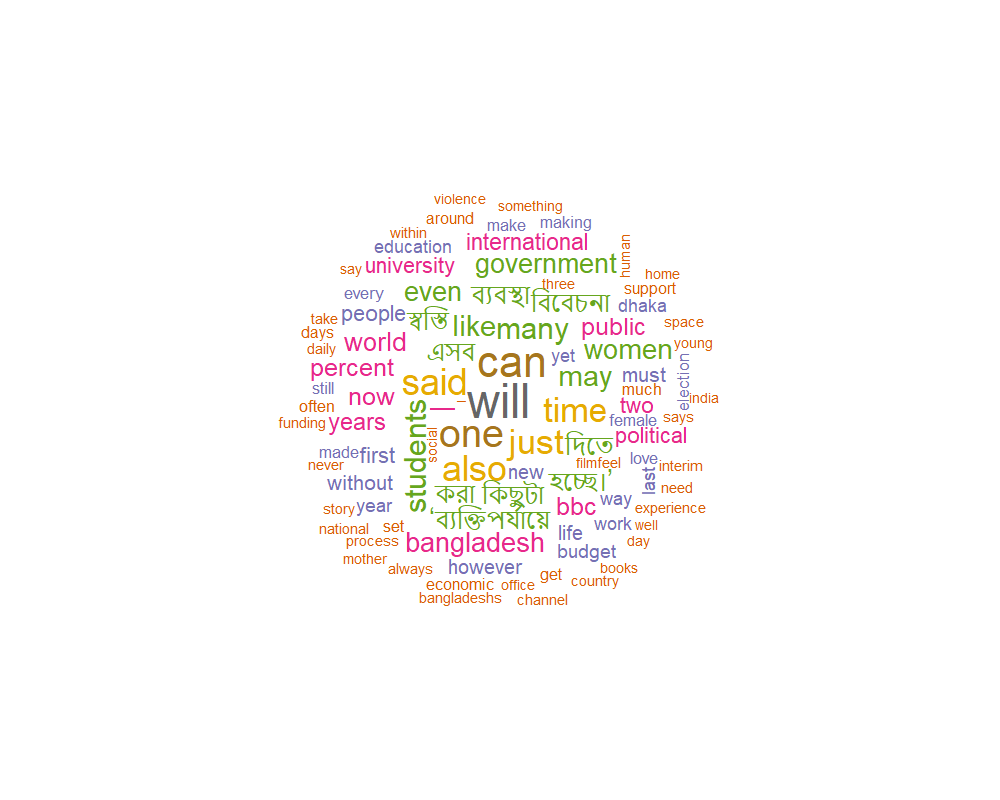 violence
something
around
make
making
within
education
international
human
say
university
government
home
three
support
every
even
ব্যবস্থা
বিবেচনা
dhaka
people
স্বস্তি
like
many
public
space
take
days
world
এসব
can
yet
women
young
daily
percent
said
may
must
election
still
much
india
often
now
—
–
will
time
two
funding
years
students
social
one
just
দিতে
female
says
political
made
first
also
new
film
feel
love
last
interim
never
without
করা
কিছুটা
হচ্ছে।’
way
need
story
year
‘ব্যক্তিপর্যায়ে
bbc
experience
national
set
work
well
process
bangladesh
life
day
mother
always
however
budget
books
economic
office
get
country
bangladeshs
channel